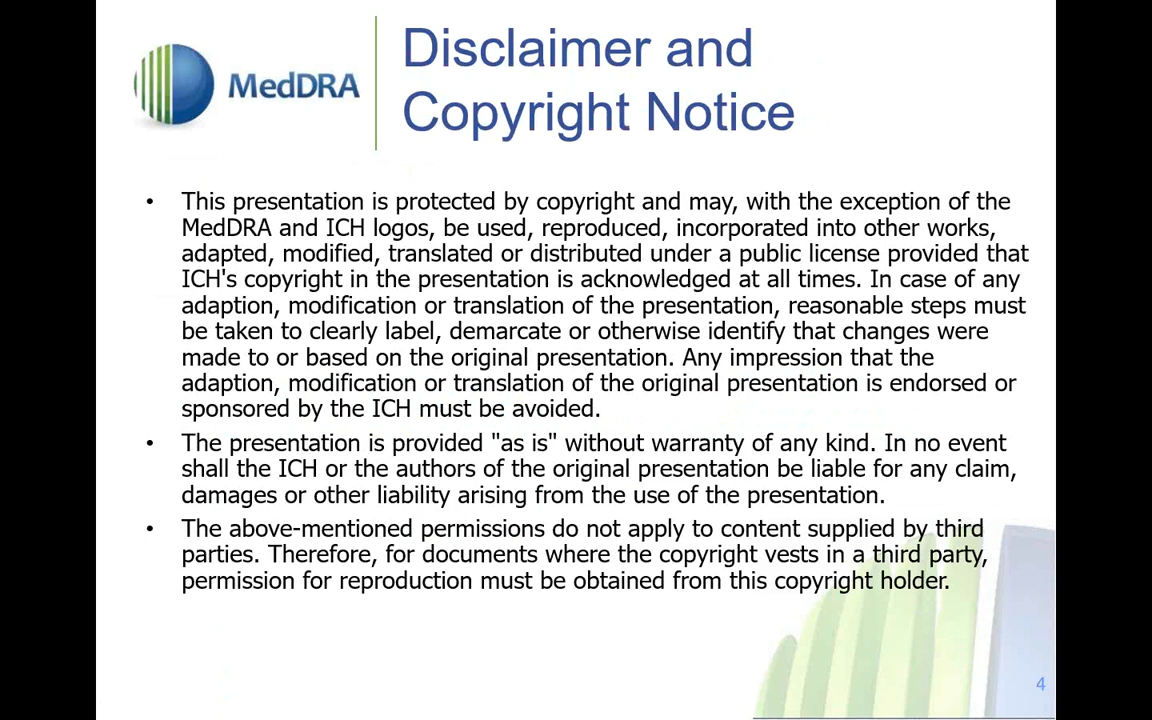 MedDRA
Disclaimer and
Copyright Notice
• This presentation is protected by copyright and may, with the exception of the
MedDRA and ICH logos, be used, reproduced, incorporated into other works,
adapted, modified, translated or distributed under a public license provided that
ICH's copyright in the presentation is acknowledged at all times. In case of any
adaption, modification or translation of the presentation, reasonable steps must
be taken to clearly label, demarcate or otherwise identify that changes were
made to or based on the original presentation. Any impression that the
adaption, modification or translation of the original presentation is endorsed or
sponsored by the ICH must be avoided.
• The presentation is provided "as is" without warranty of any kind. In no event
shall the ICH or the authors of the original presentation be liable for any claim,
damages or other liability arising from the use of the presentation.
• The above-mentioned permissions do not apply to content supplied by third
parties. Therefore, for documents where the copyright vests in a third party,
permission for reproduction must be obtained from this copyright holder.
4